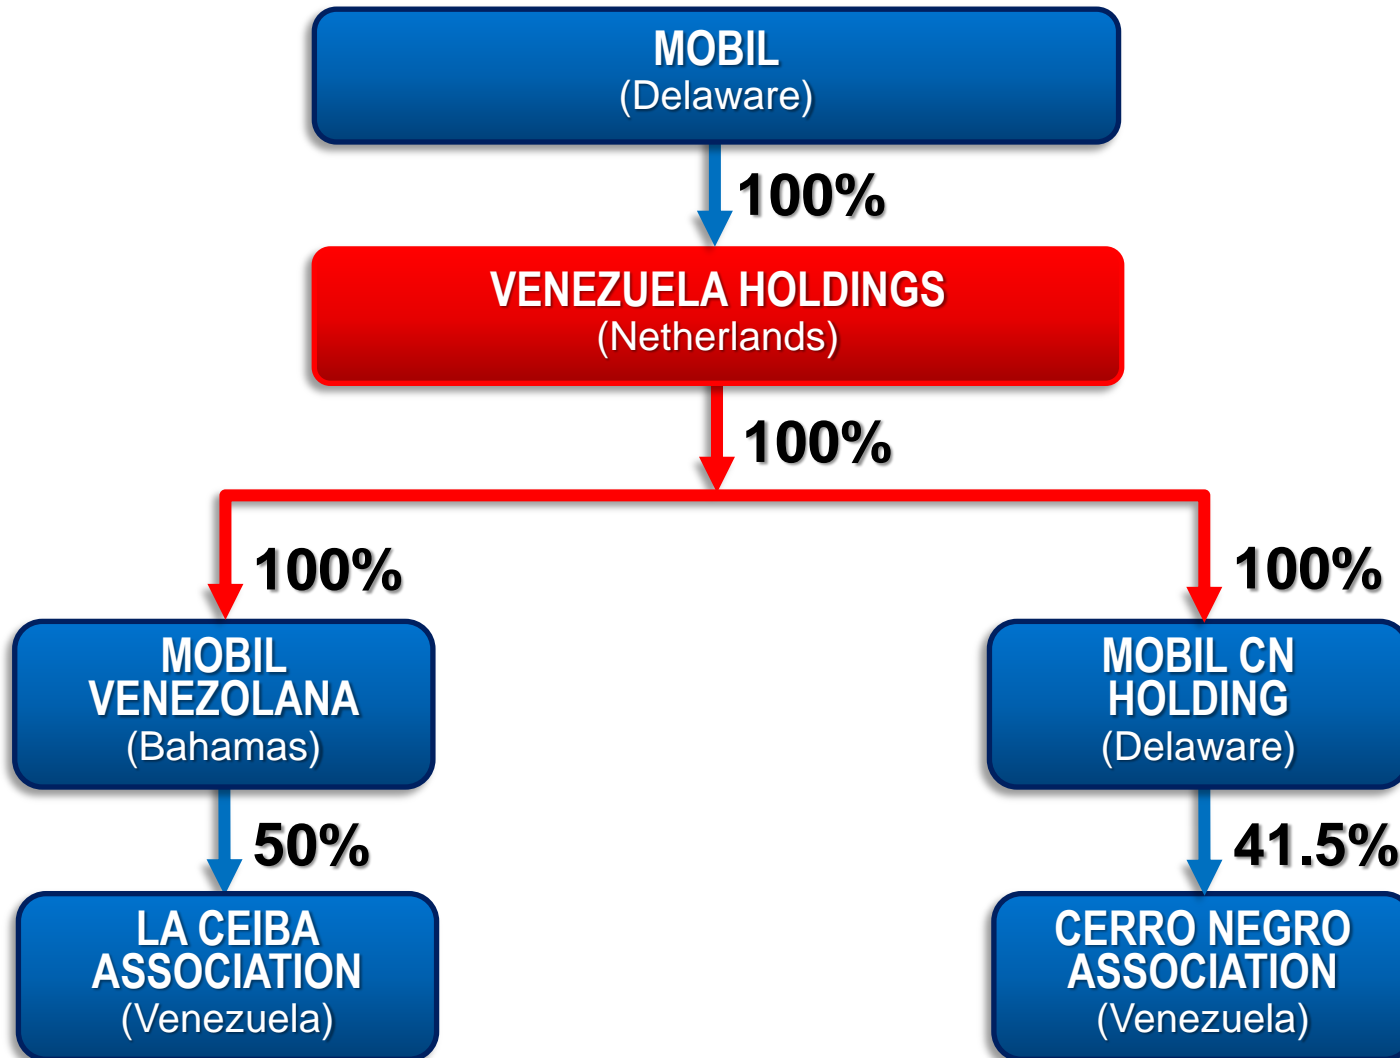 MOBIL
(Delaware)
100%
VENEZUELA HOLDINGS
(Netherlands)
100%
100%
100%
MOBIL
VENEZOLANA
(Bahamas)
MOBIL CN
HOLDING
(Delaware)
50%
41.5%
LA CEIBA
ASSOCIATION
(Venezuela)
CERRO NEGRO
ASSOCIATION
(Venezuela)